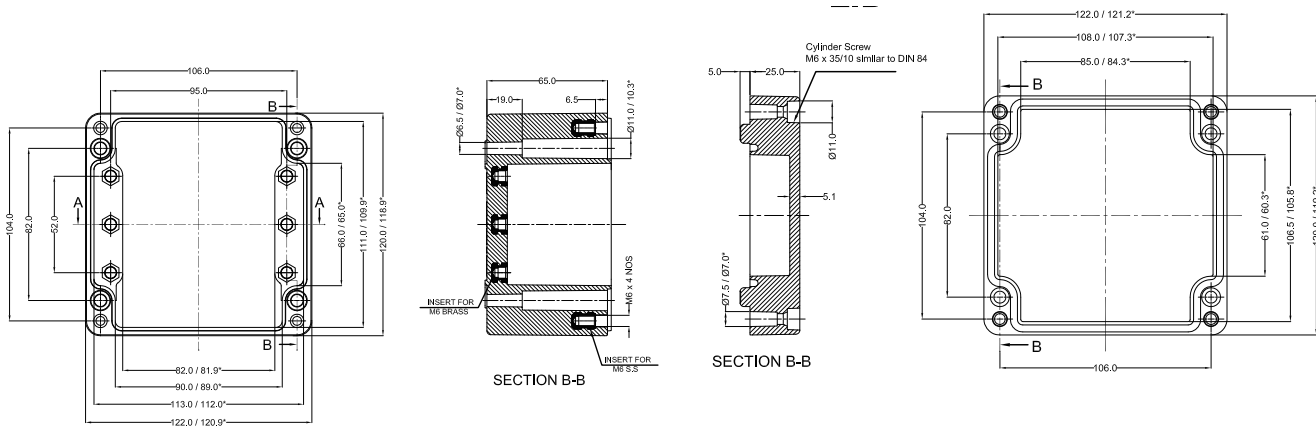 106.0
95.0
B
A
A
104.0
82.0
52.0
66.0 / 65.0*
111.0 / 109.9*
120.0 / 118.9*
B
82.0 / 81.9*
90.0 / 89.0*
113.0 / 112.0*
122.0 / 120.9*
65.0
19.0
6.5
Ø6.5 / Ø7.0*
Ø11.0 / 10.3*
INSERT FOR
M6 BRASS
M6 x 4 NOS
INSERT FOR
M6 S.S
SECTION B-B
5.0
25.0
Cylinder Screw
M6 x 35/10 similar to DIN 84
Ø11.0
5.1
Ø7.5 / Ø7.0*
SECTION B-B
122.0 / 121.2*
108.0 / 107.3*
85.0 / 84.3*
B
104.0
82.0
61.0 / 60.3*
106.5 / 105.8*
B
106.0